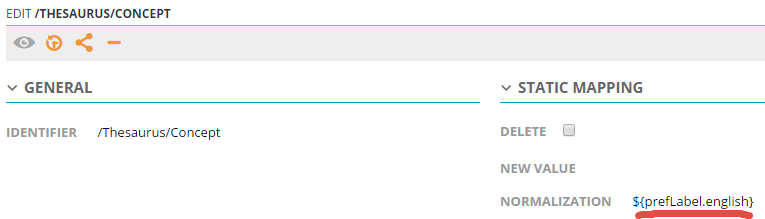 EDIT /THESAURUS/CONCEPT
GENERAL
IDENTIFIER /Thesaurus/Concept
STATIC MAPPING
DELETE
NEW VALUE
NORMALIZATION ${prefLabel.english}